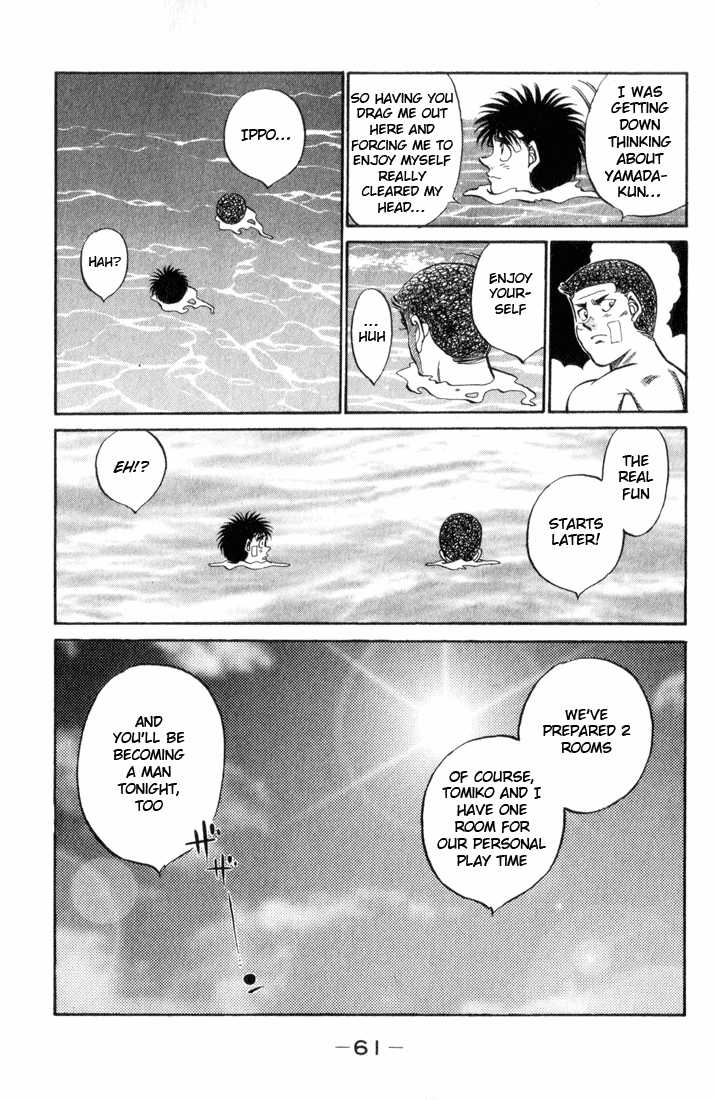 I WAS
GETTING
DOWN
THINKING
ABOUT
YAMADA-
KUN...
SO HAVING YOU
DRAG ME OUT
HERE AND
FORCING ME TO
ENJOY MYSELF
REALLY
CLEARED MY
HEAD...
IPPO...
HAH?
ENJOY
YOUR-
SELF
...
HUH
THE
REAL
FUN
STARTS
LATER!
EH!?
WE'VE
PREPARED 2
ROOMS
OF COURSE,
TOMIKO AND I
HAVE ONE
ROOM FOR
OUR PERSONAL
PLAY TIME
AND
YOU'LL BE
BECOMING
A MAN
TONIGHT,
TOO
ザ
ザ
—61—